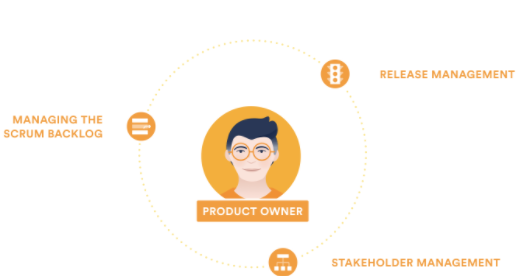 RELEASE MANAGEMENT
MANAGING THE
SCRUM BACKLOG
PRODUCT OWNER
STAKEHOLDER MANAGEMENT